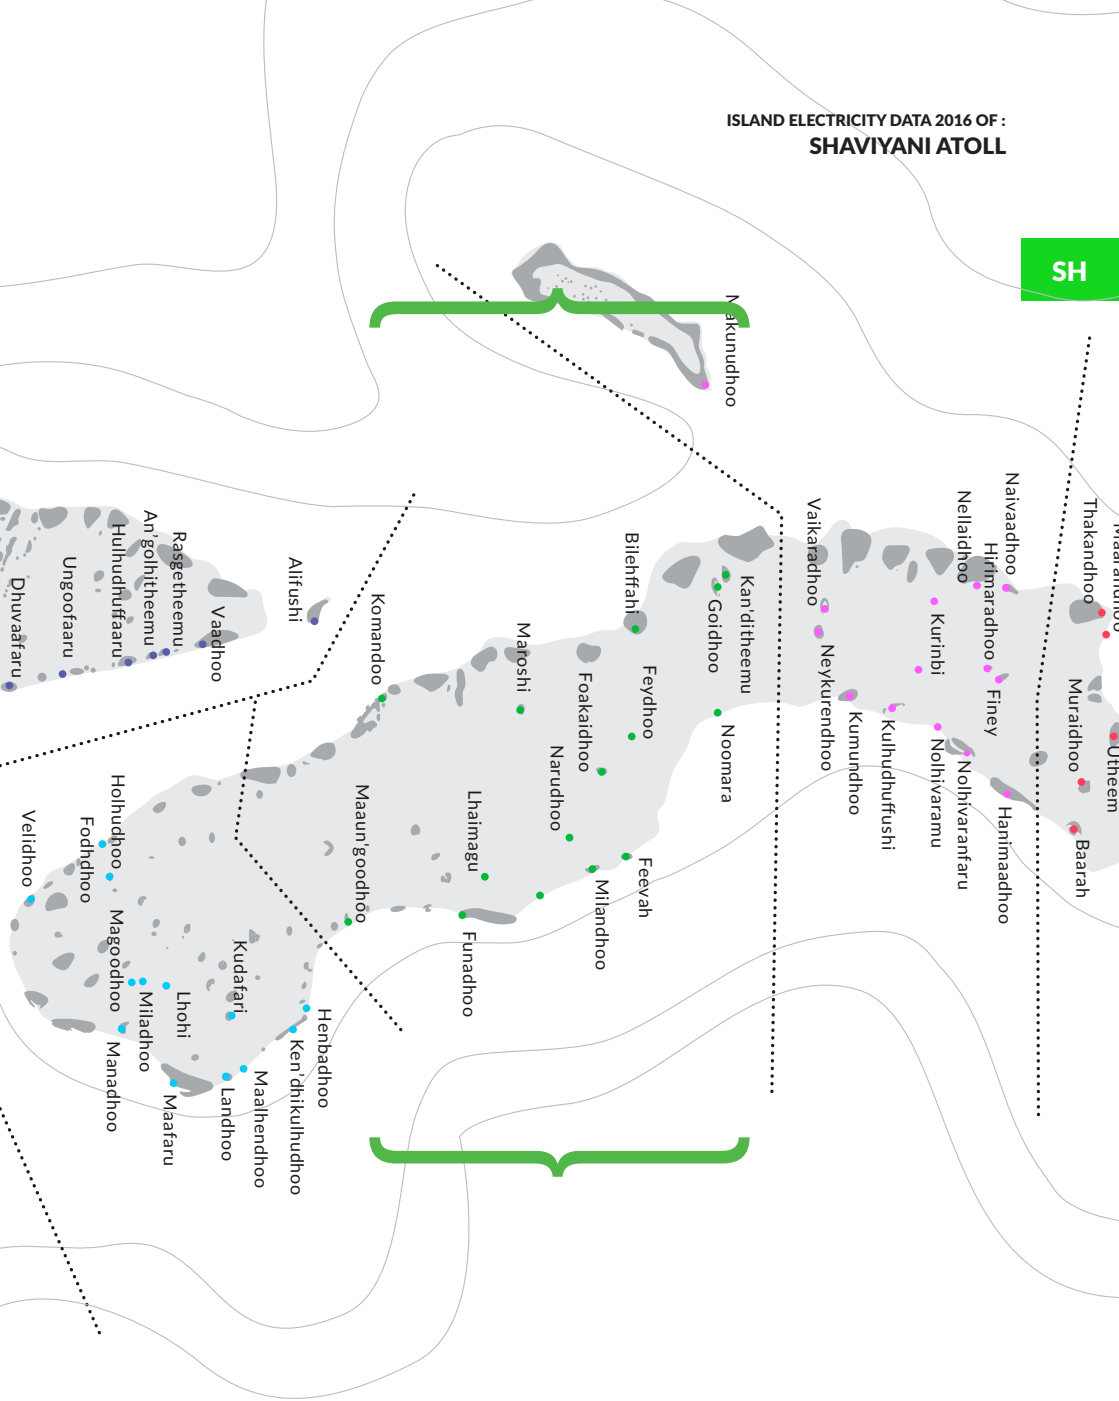 ISLAND ELECTRICITY DATA 2016 OF :
SHAVIYANI ATOLL
SH
Makunudhoo
Thakandhoo
Naivaadhoo
Nellaidhoo
Hirimaradhoo
Vaikaradhoo
Kurinbi
Finey
Neykurendhoo
Kumundhoo
Kulhudhuffushi
Nolhivaramu
Nolhivaranfaru
Hanimaadhoo
Muraidhoo
Utheem
Baarah
Bilehffahi
Kan'ditheemu
Goidhoo
Noomara
Feydhoo
Foakaidhoo
Narudhoo
Maroshi
Komandoo
Lhaimagu
Maaun'goodhoo
Feevah
Milandhoo
Funadhoo
Alifushi
Vaadhoo
Rasgetheemu
An'golhitheemu
Hulhudhuffaaru
Ungoofaaru
Dhuvaafaru
Holhudhoo
Fodhdhoo
Velidhoo
Magoodhoo
Miladhoo
Manadhoo
Lhohi
Kudafari
Maafaru
Landhoo
Maalhendhoo
Ken'dhikulhudhoo
Henbadhoo